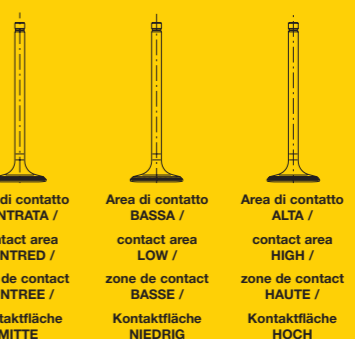 di contatto
NTRATA /
tact area
NTRED /
de contact
NTREE /
taktfläche
MITTE
Area di contatto
BASSA /
contact area
LOW /
zone de contact
BASSE /
Kontaktfläche
NIEDRIG
Area di contatto
ALTA /
contact area
HIGH /
zone de contact
HAUTE /
Kontaktfläche
HOCH